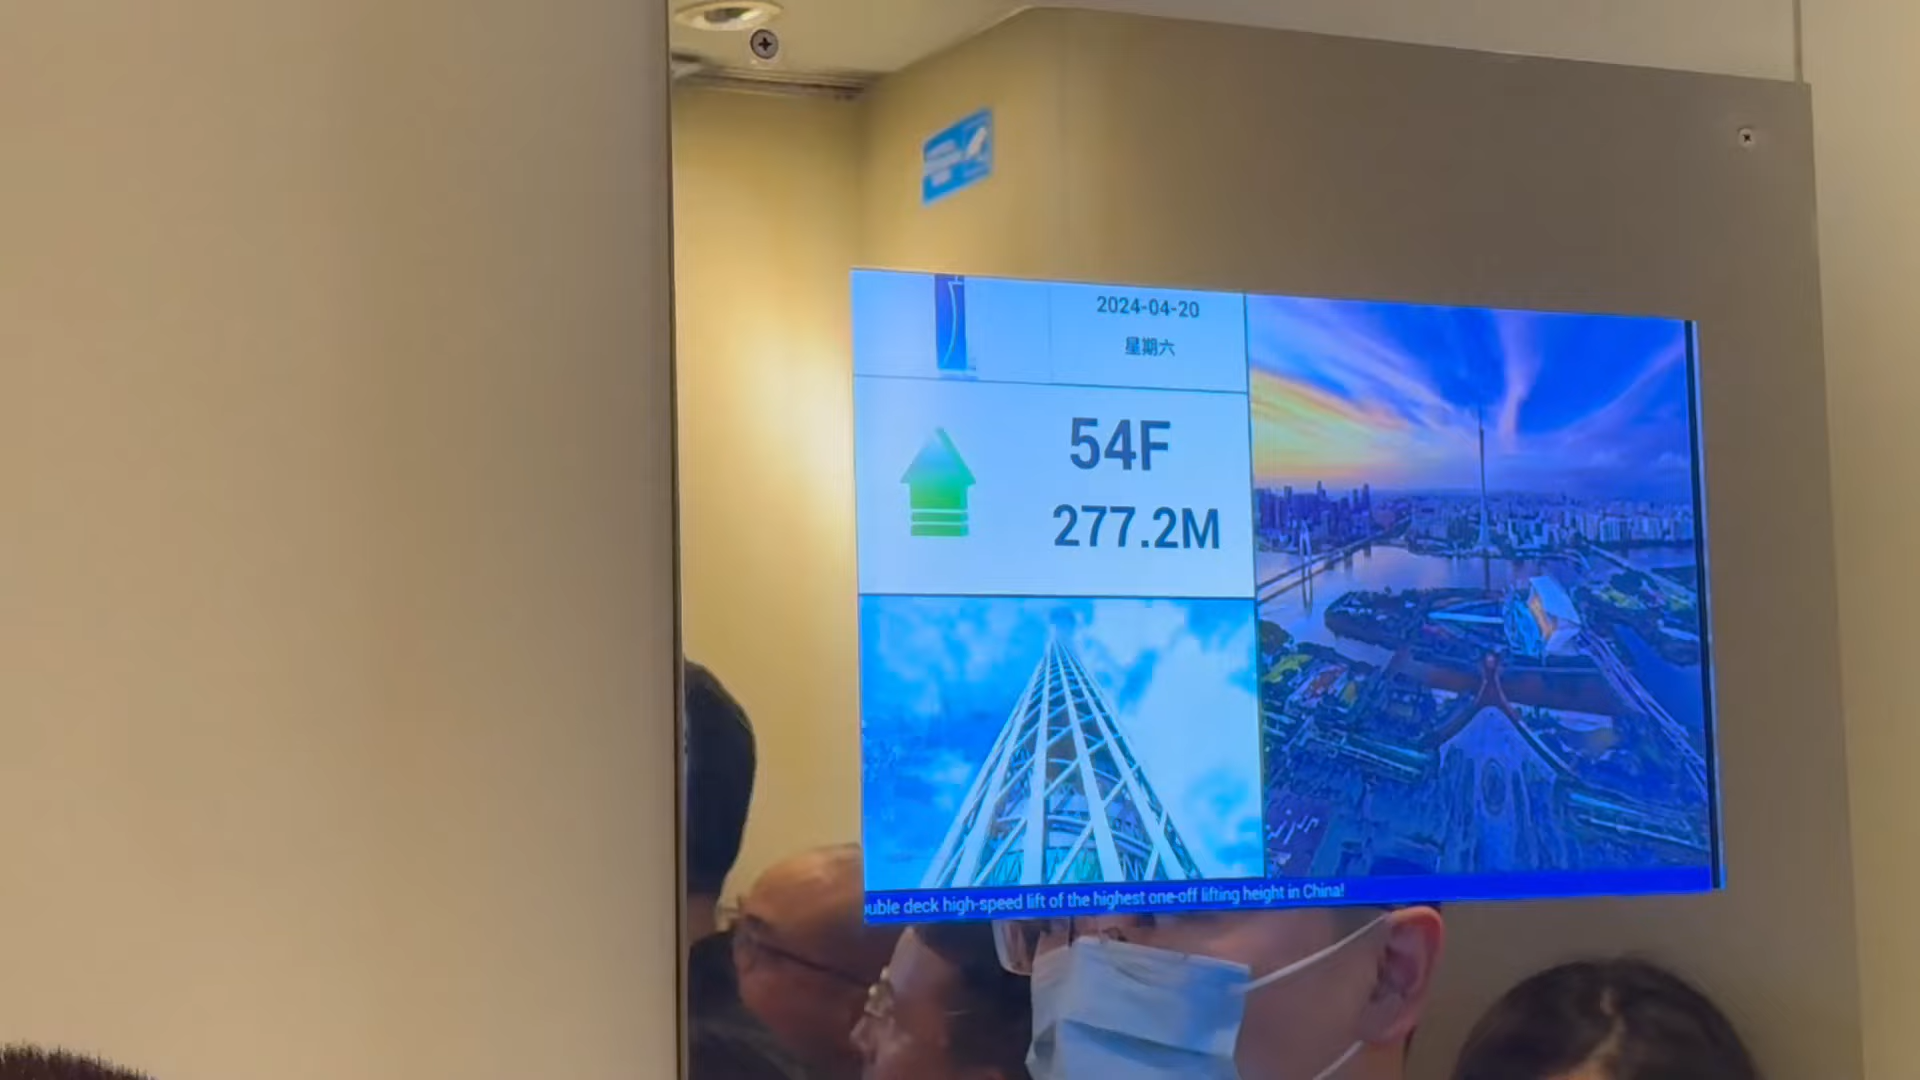 2024-04-20
星期六
54F
277.2M
uble deck high-speed lift of the highest one-off lifting height in China!